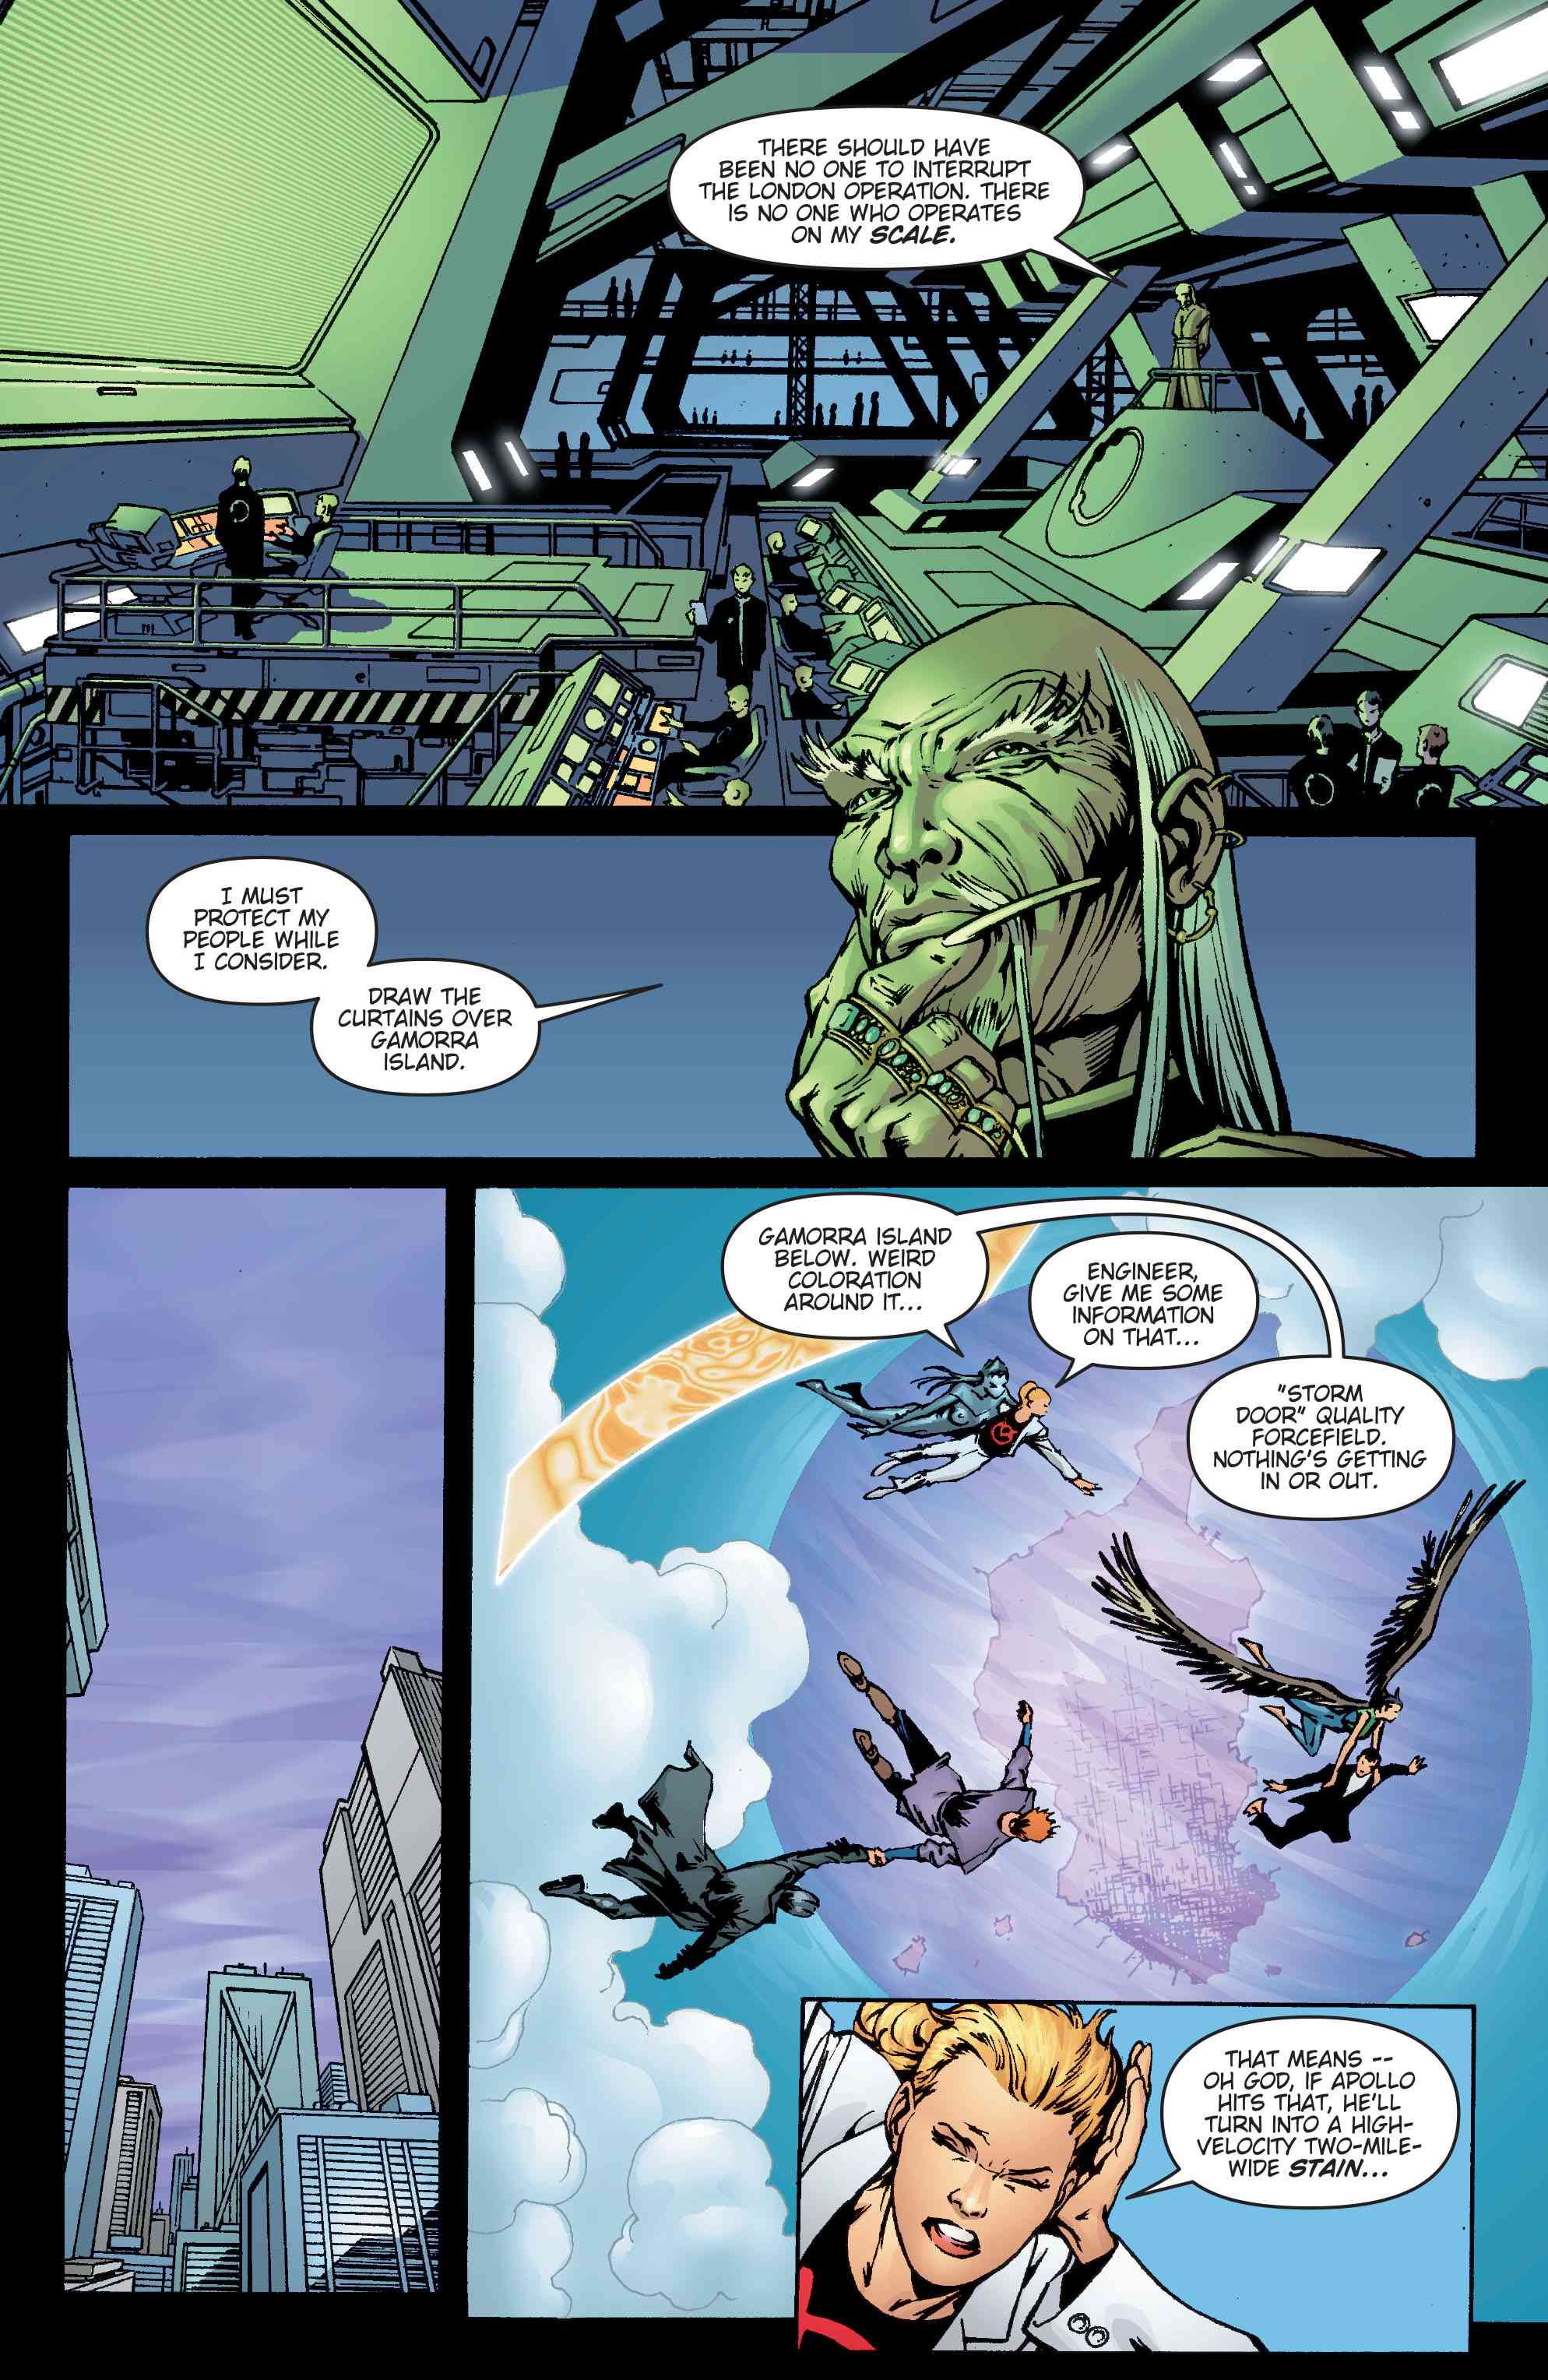 THERE SHOULD HAVE
BEEN NO ONE TO INTERRUPT
THE LONDON OPERATION. THERE
IS NO ONE WHO OPERATES
ON MY SCALE.
I MUST
PROTECT MY
PEOPLE WHILE
I CONSIDER.
DRAW THE
CURTAINS OVER
GAMORRA
ISLAND.
GAMORRA ISLAND
BELOW. WEIRD
COLORATION
AROUND IT...
ENGINEER,
GIVE ME SOME
INFORMATION
ON THAT...
"STORM
DOOR" QUALITY
FORCEFIELD.
NOTHING'S GETTING
IN OR OUT.
THAT MEANS --
OH GOD, IF APOLLO
HITS THAT, HE'LL
TURN INTO A HIGH-
VELOCITY TWO-MILE-
WIDE STAIN...